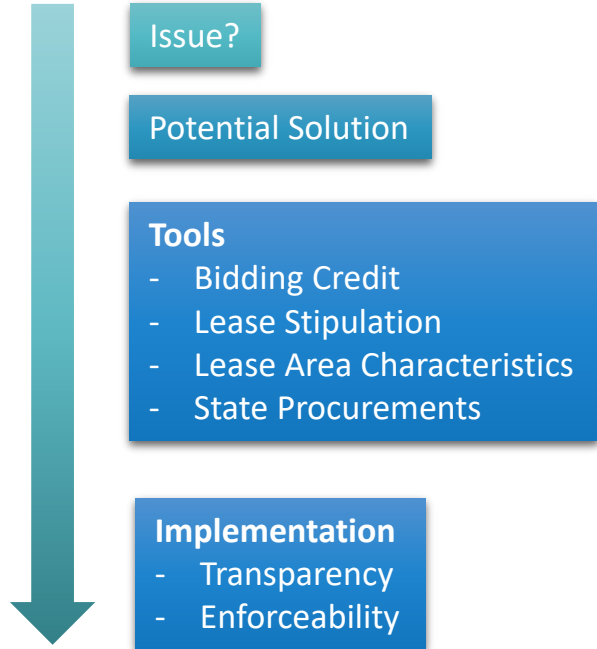 Issue?
Potential Solution
Tools
- Bidding Credit
- Lease Stipulation
- Lease Area Characteristics
- State Procurements
Implementation
- Transparency
- Enforceability